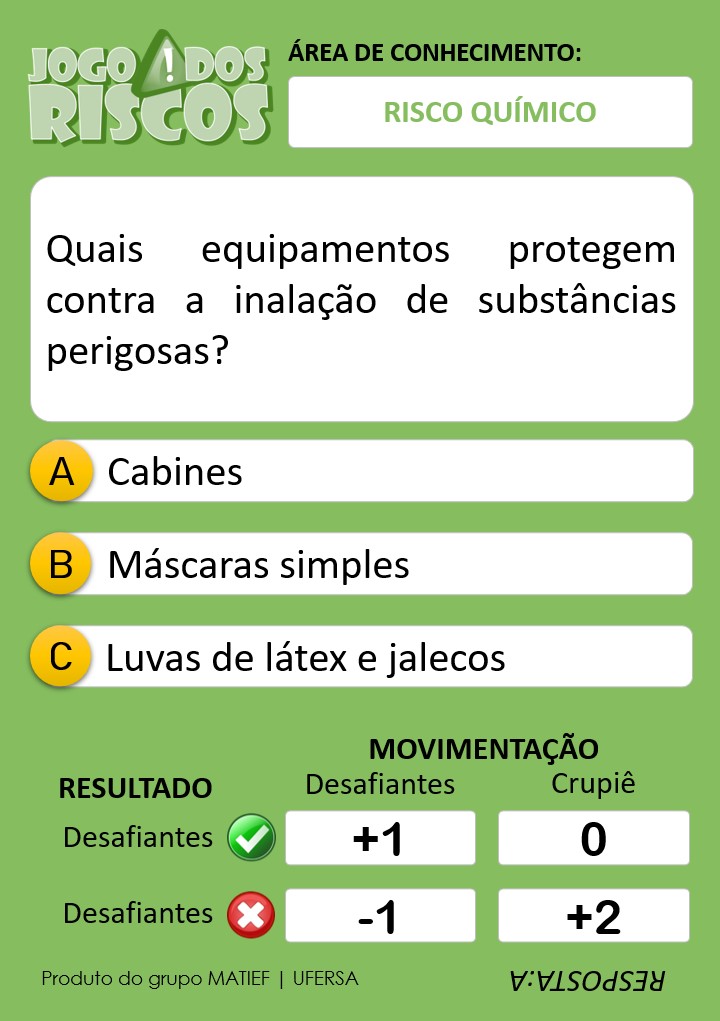 JOGO ! DOS
RISCOS
ÁREA DE CONHECIMENTO:
RISCO QUÍMICO
Quais equipamentos protegem
contra a inalação de substâncias
perigosas?
A Cabines
B Máscaras simples
C Luvas de látex e jalecos
MOVIMENTAÇÃO
RESULTADO Desafiantes Crupiê
Desafiantes +1 0
Desafiantes -1 +2
Produto do grupo MATIEF | UFERSA
RESPOSTA:A